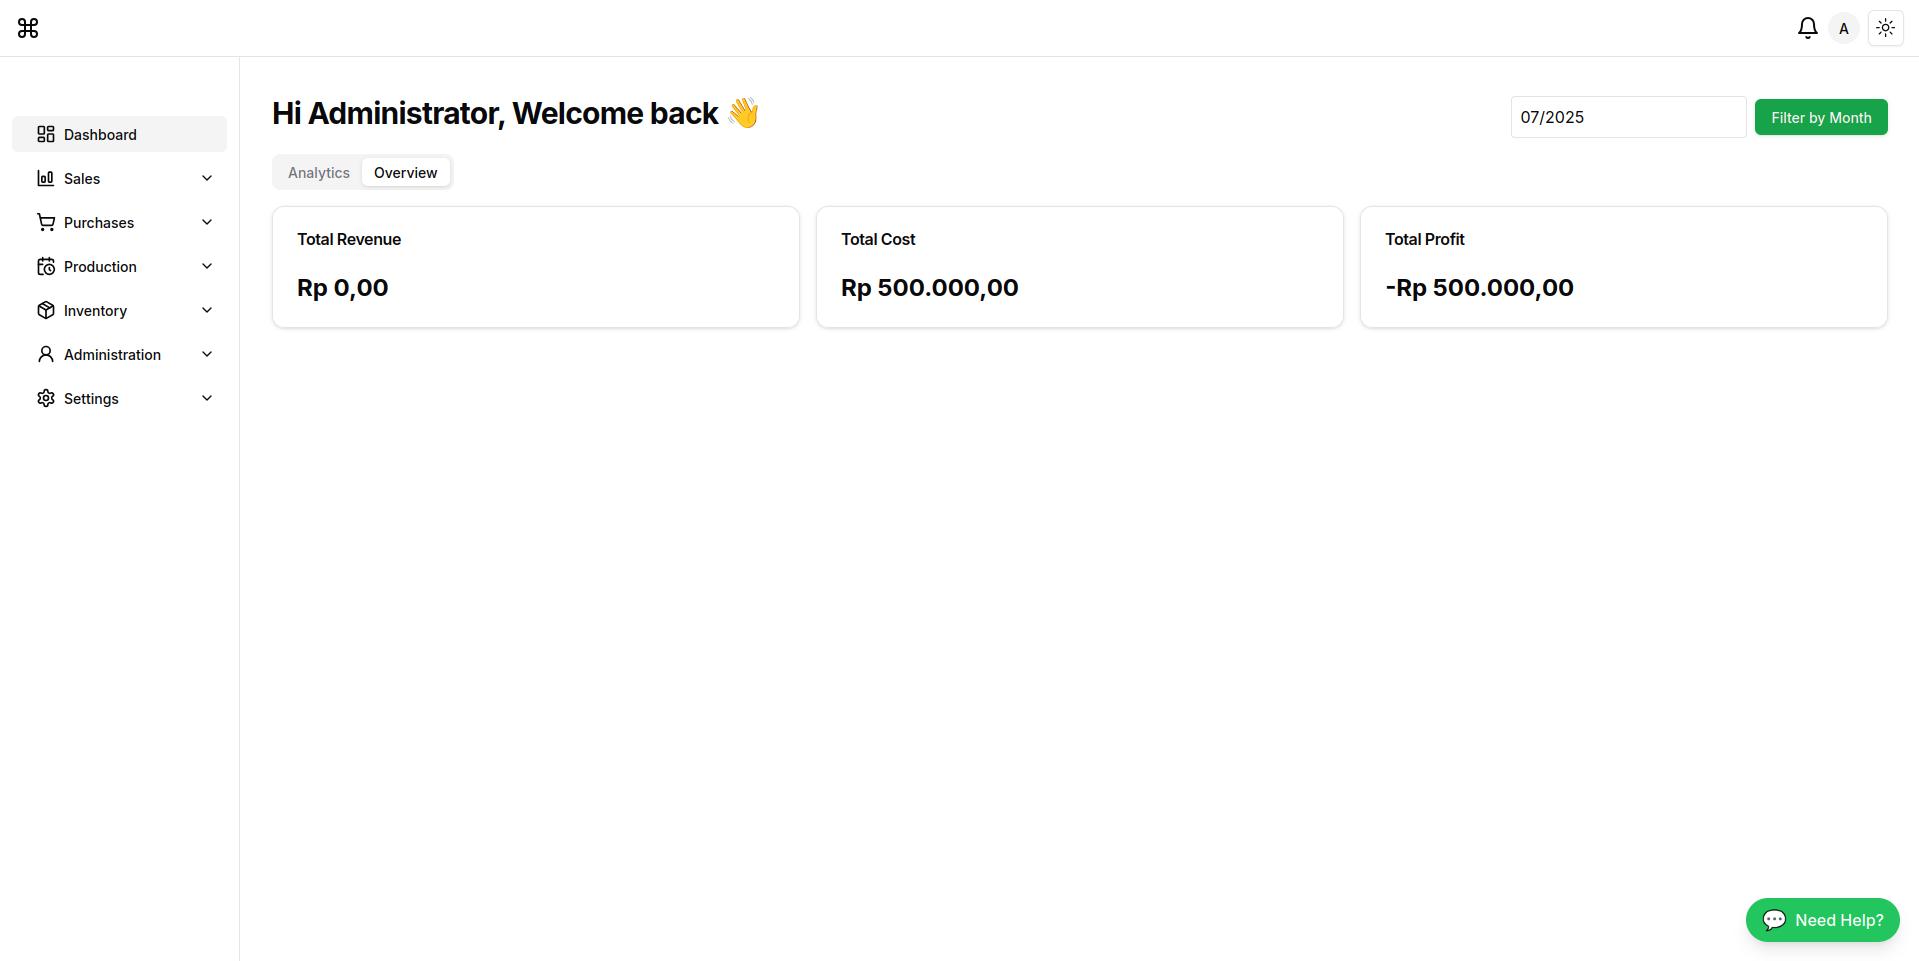 A
Dashboard
Sales
Purchases
Production
Inventory
Administration
Settings
Hi Administrator, Welcome back 👋
07/2025
Filter by Month
Analytics
Overview
Total Revenue
Rp 0,00
Total Cost
Rp 500.000,00
Total Profit
-Rp 500.000,00
💬 Need Help?